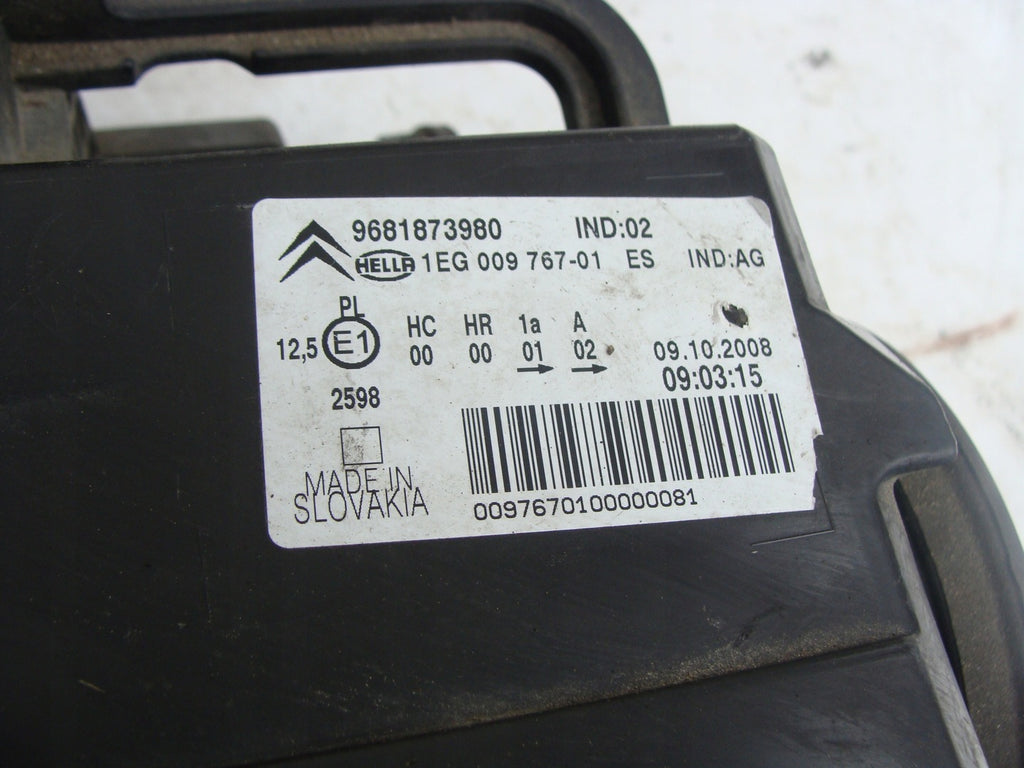 9681873980 IND:02
HELLA 1EG 009 767-01 ES IND:AG
PL
12,5 E1 HC HR 1a A
00 00 01 02 09.10.2008
09:03:15
2598
MADE IN
SLOVAKIA
0097670100000081